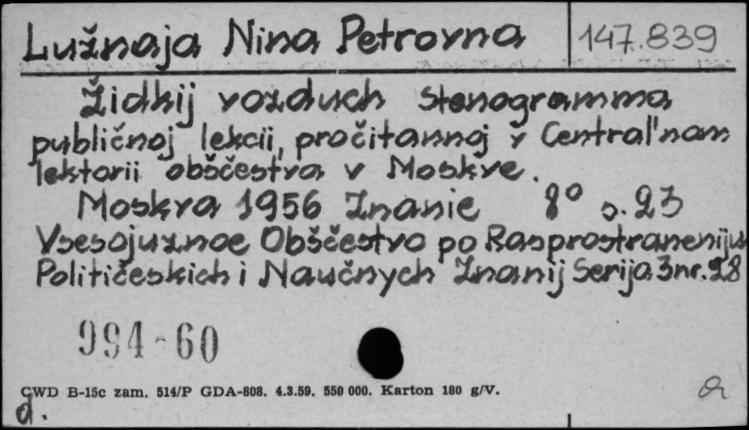 Lužnaja Nina Petrovna 147.839
Židkij vozduch stenogramma
publičnoj lekcii, pročitannoj v Central'nom
lektorii obščestva v Moskve.
Moskva 1956 Znanie 8° s. 23
Vsesojuznoe Obščestvo po Rasprostraneniju
Političeskich i Naučnych Znanij Serija 3 nr. 28
994-60
CWD B-15c zam. 514/P GDA-808. 4.3.59. 550 000. Karton 180 g/V.
d.